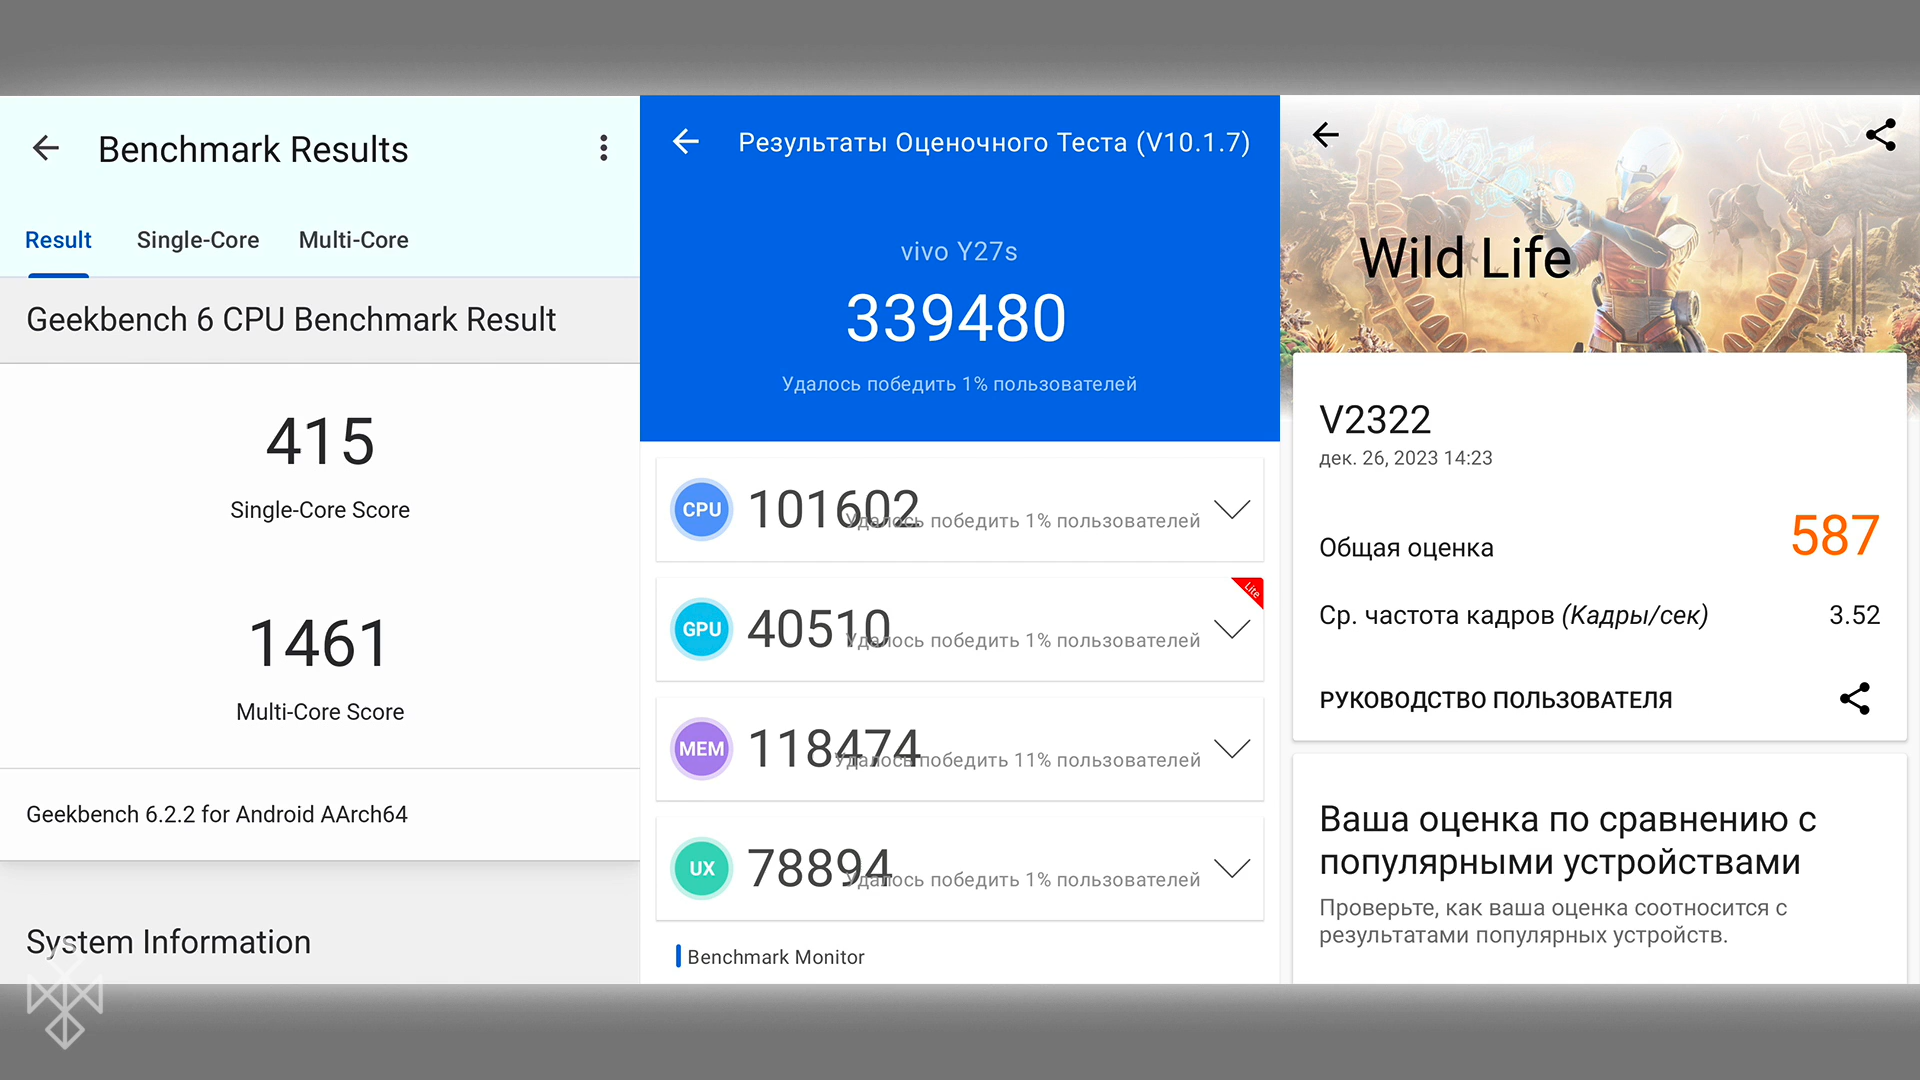 Benchmark Results
Result Single-Core Multi-Core
Geekbench 6 CPU Benchmark Result
415
Single-Core Score
1461
Multi-Core Score
Geekbench 6.2.2 for Android AArch64
System Information
Результаты Оценочного Теста (V10.1.7)
vivo Y27s
339480
Удалось победить 1% пользователей
CPU 101602 Удалось победить 1% пользователей
Lite
GPU 40510 Удалось победить 1% пользователей
MEM 118474 Удалось победить 11% пользователей
UX 78894 Удалось победить 1% пользователей
Benchmark Monitor
Wild Life
V2322
дек. 26, 2023 14:23
Общая оценка 587
Ср. частота кадров (Кадры/сек) 3.52
РУКОВОДСТВО ПОЛЬЗОВАТЕЛЯ
Ваша оценка по сравнению с
популярными устройствами
Проверьте, как ваша оценка соотносится с
результатами популярных устройств.